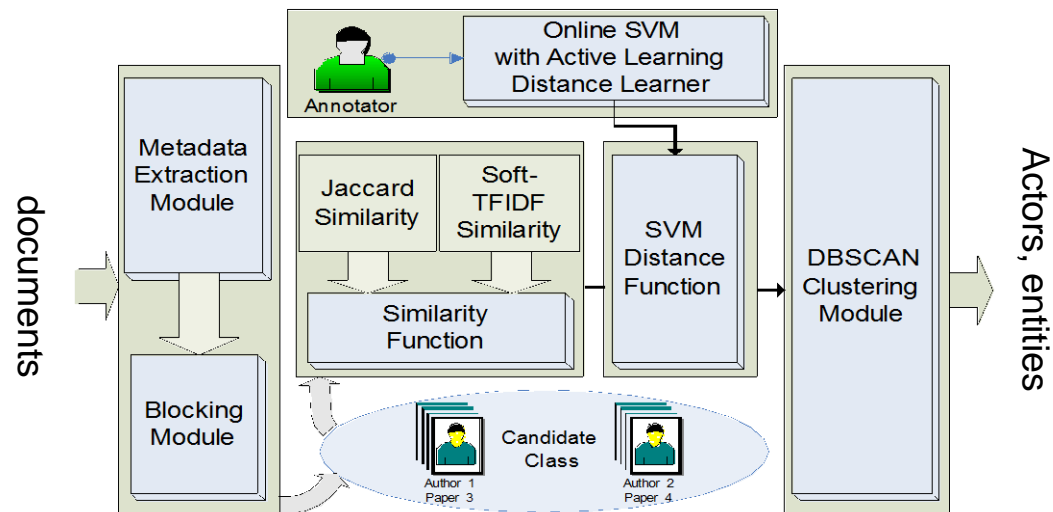 documents
Metadata
Extraction
Module
Blocking
Module
Annotator
Online SVM
with Active Learning
Distance Learner
Jaccard
Similarity
Soft-
TFIDF
Similarity
Similarity
Function
SVM
Distance
Function
Candidate
Class
Author 1
Paper 3
Author 2
Paper 4
DBSCAN
Clustering
Module
Actors, entities